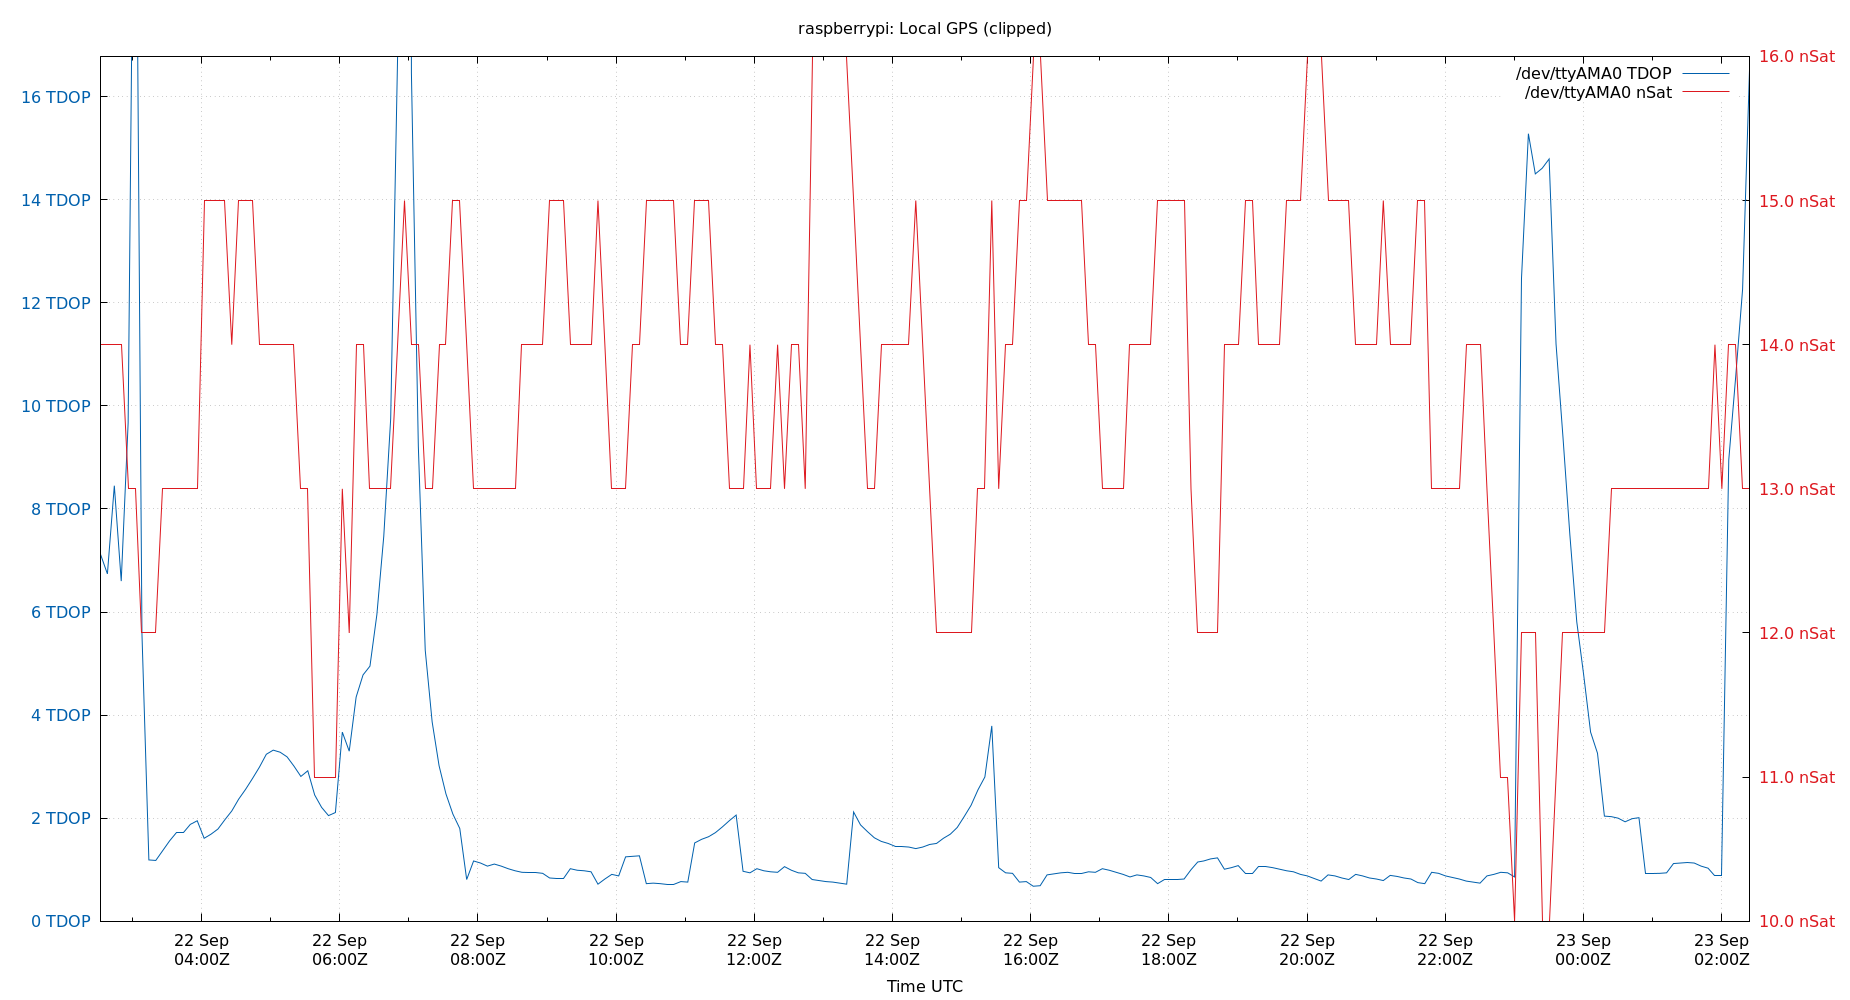 raspberrypi: Local GPS (clipped)
/dev/ttyAMA0 TDOP
/dev/ttyAMA0 nSat
16 TDOP
14 TDOP
12 TDOP
10 TDOP
8 TDOP
6 TDOP
4 TDOP
2 TDOP
0 TDOP
16.0 nSat
15.0 nSat
14.0 nSat
13.0 nSat
12.0 nSat
11.0 nSat
10.0 nSat
22 Sep
04:00Z
22 Sep
06:00Z
22 Sep
08:00Z
22 Sep
10:00Z
22 Sep
12:00Z
22 Sep
14:00Z
22 Sep
16:00Z
22 Sep
18:00Z
22 Sep
20:00Z
22 Sep
22:00Z
23 Sep
00:00Z
23 Sep
02:00Z
Time UTC